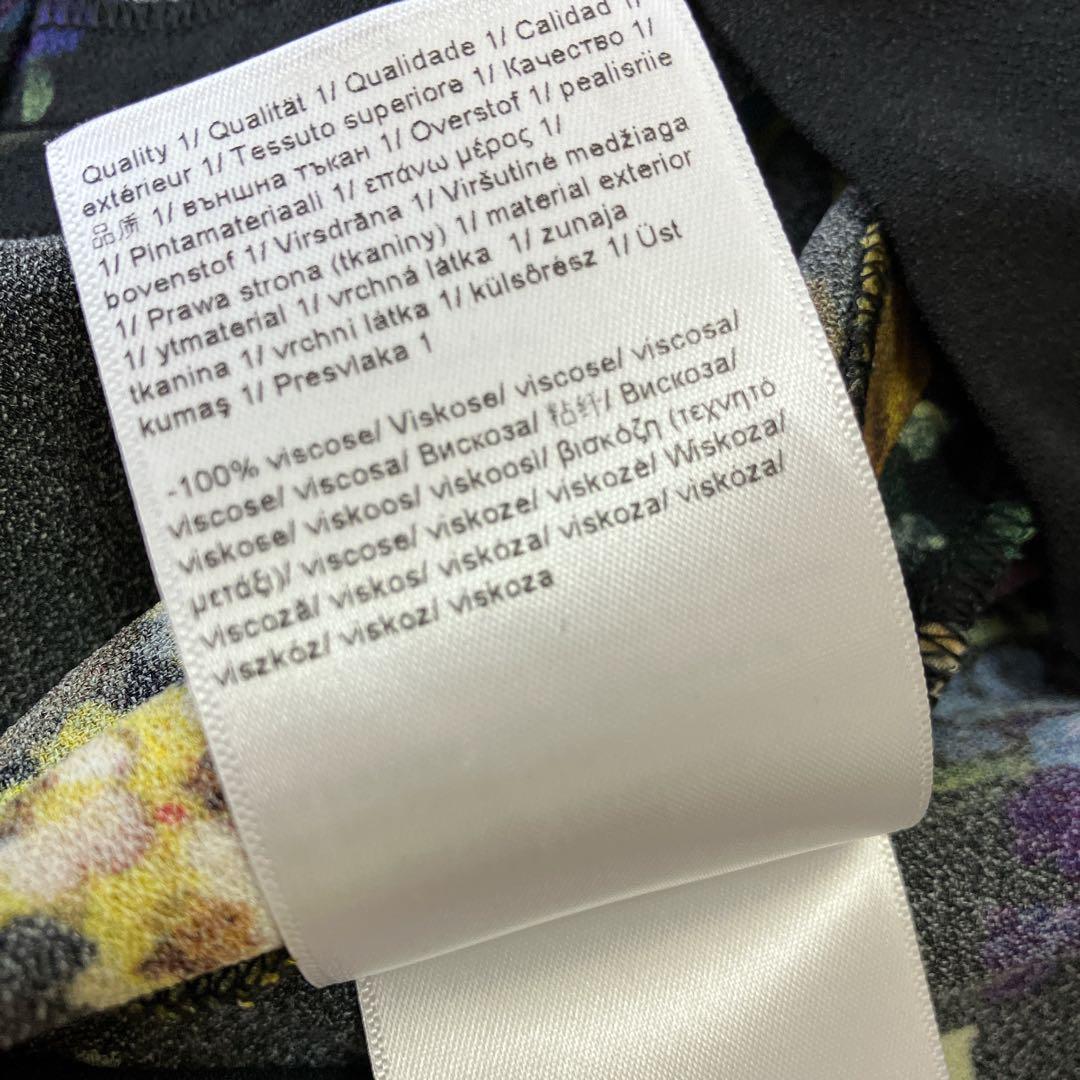 Quality 1/ Qualität 1/ Qualidade 1/ Calidad 1/
extérieur 1/ Tessuto superiore 1/ Качество 1/
品质 1/ външна тъкан 1/ Overstof 1/ pealisriie
1/ Pintamateriaali 1/ επάνω μέρος 1/
bovenstof 1/ Virsdrāna 1/ Viršutinė medžiaga
1/ Prawa strona (tkaniny) 1/ material exterior
1/ ytmaterial 1/ vrchná látka 1/ zunaja
tkanina 1/ vrchní látka 1/ külsőrész 1/ Üst
kumaş 1/ Presvlaka 1
-100% viscose/ Viskose/ viscose/ viscosa/
viscose/ viscosa/ Вискоза/ 粘纤/ Вискоза/
viskose/ viskoos/ viskoosi/ βισκόζη (τεχνητό
μετάξι)/ viscose/ viskoze/ viskozė/ Wiskoza/
viscoză/ viskos/ viskóza/ viskoza/ viskóza/
viszkóz/ viskoz/ viskoza